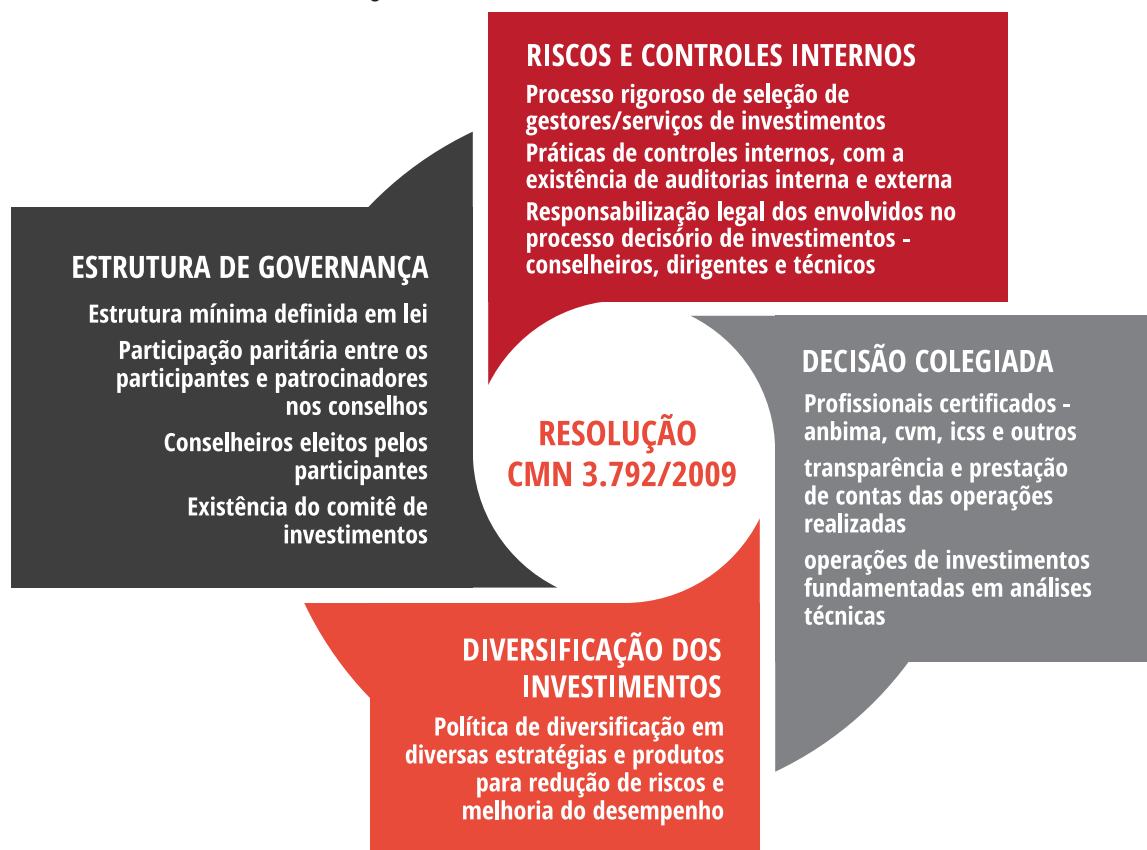 RISCOS E CONTROLES INTERNOS
Processo rigoroso de seleção de
gestores/serviços de investimentos
Práticas de controles internos, com a
existência de auditorias interna e externa
Responsabilização legal dos envolvidos no
processo decisório de investimentos -
conselheiros, dirigentes e técnicos
ESTRUTURA DE GOVERNANÇA
Estrutura mínima definida em lei
Participação paritária entre os
participantes e patrocinadores
nos conselhos
Conselheiros eleitos pelos
participantes
Existência do comitê de
investimentos
RESOLUÇÃO
CMN 3.792/2009
DECISÃO COLEGIADA
Profissionais certificados -
anbima, cvm, icss e outros
transparência e prestação
de contas das operações
realizadas
operações de investimentos
fundamentadas em análises
técnicas
DIVERSIFICAÇÃO DOS
INVESTIMENTOS
Política de diversificação em
diversas estratégias e produtos
para redução de riscos e
melhoria do desempenho